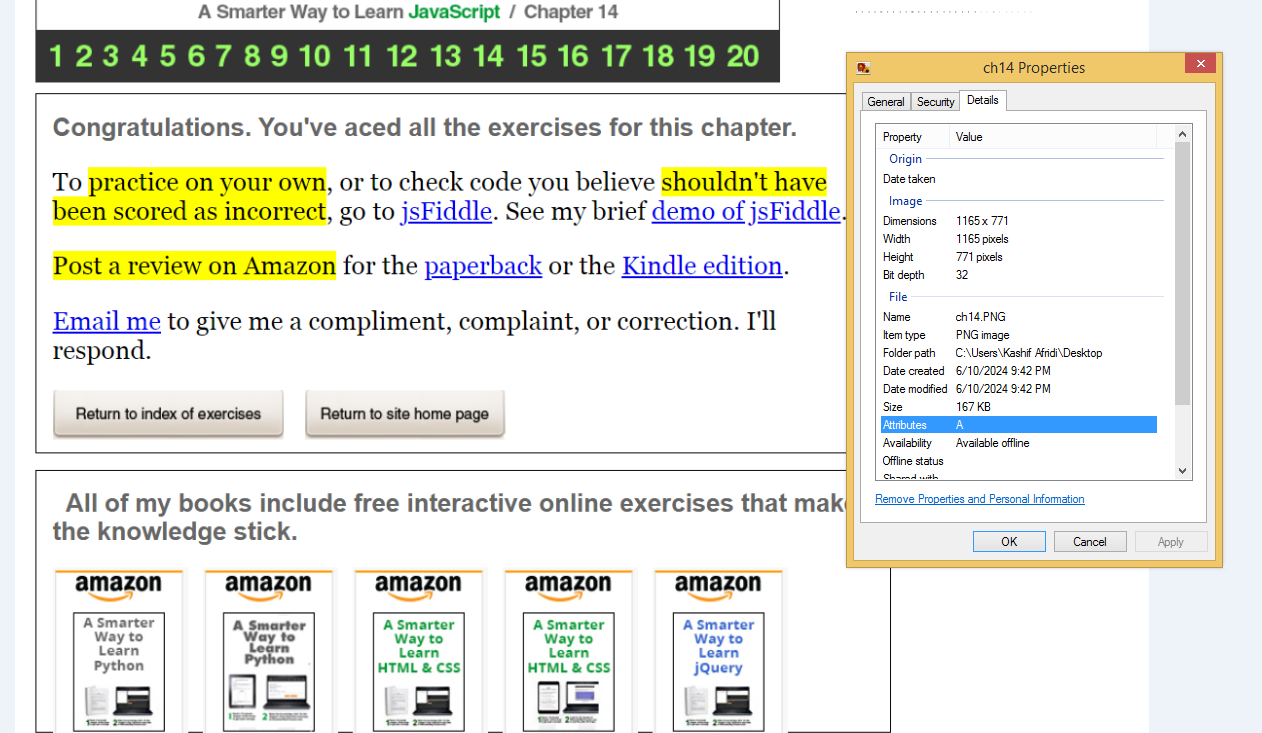 A Smarter Way to Learn JavaScript / Chapter 14
1 2 3 4 5 6 7 8 9 10 11 12 13 14 15 16 17 18 19 20
Congratulations. You've aced all the exercises for this chapter.
To practice on your own, or to check code you believe shouldn't have
been scored as incorrect, go to jsFiddle. See my brief demo of jsFiddle.
Post a review on Amazon for the paperback or the Kindle edition.
Email me to give me a compliment, complaint, or correction. I'll
respond.
Return to index of exercises
Return to site home page
All of my books include free interactive online exercises that make
the knowledge stick.
amazon
A Smarter
Way to
Learn
Python
amazon
A Smarter
Way to
Learn
Python
amazon
A Smarter
Way to
Learn
HTML & CSS
amazon
A Smarter
Way to
Learn
HTML & CSS
amazon
A Smarter
Way to
Learn
jQuery
ch14 Properties
General Security Details
Property Value
Origin
Date taken
Image
Dimensions 1165 x 771
Width 1165 pixels
Height 771 pixels
Bit depth 32
File
Name ch14.PNG
Item type PNG image
Folder path C:\Users\Kashif Afridi\Desktop
Date created 6/10/2024 9:42 PM
Date modified 6/10/2024 9:42 PM
Size 167 KB
Attributes A
Availability Available offline
Offline status
Shared with
Remove Properties and Personal Information
OK Cancel Apply